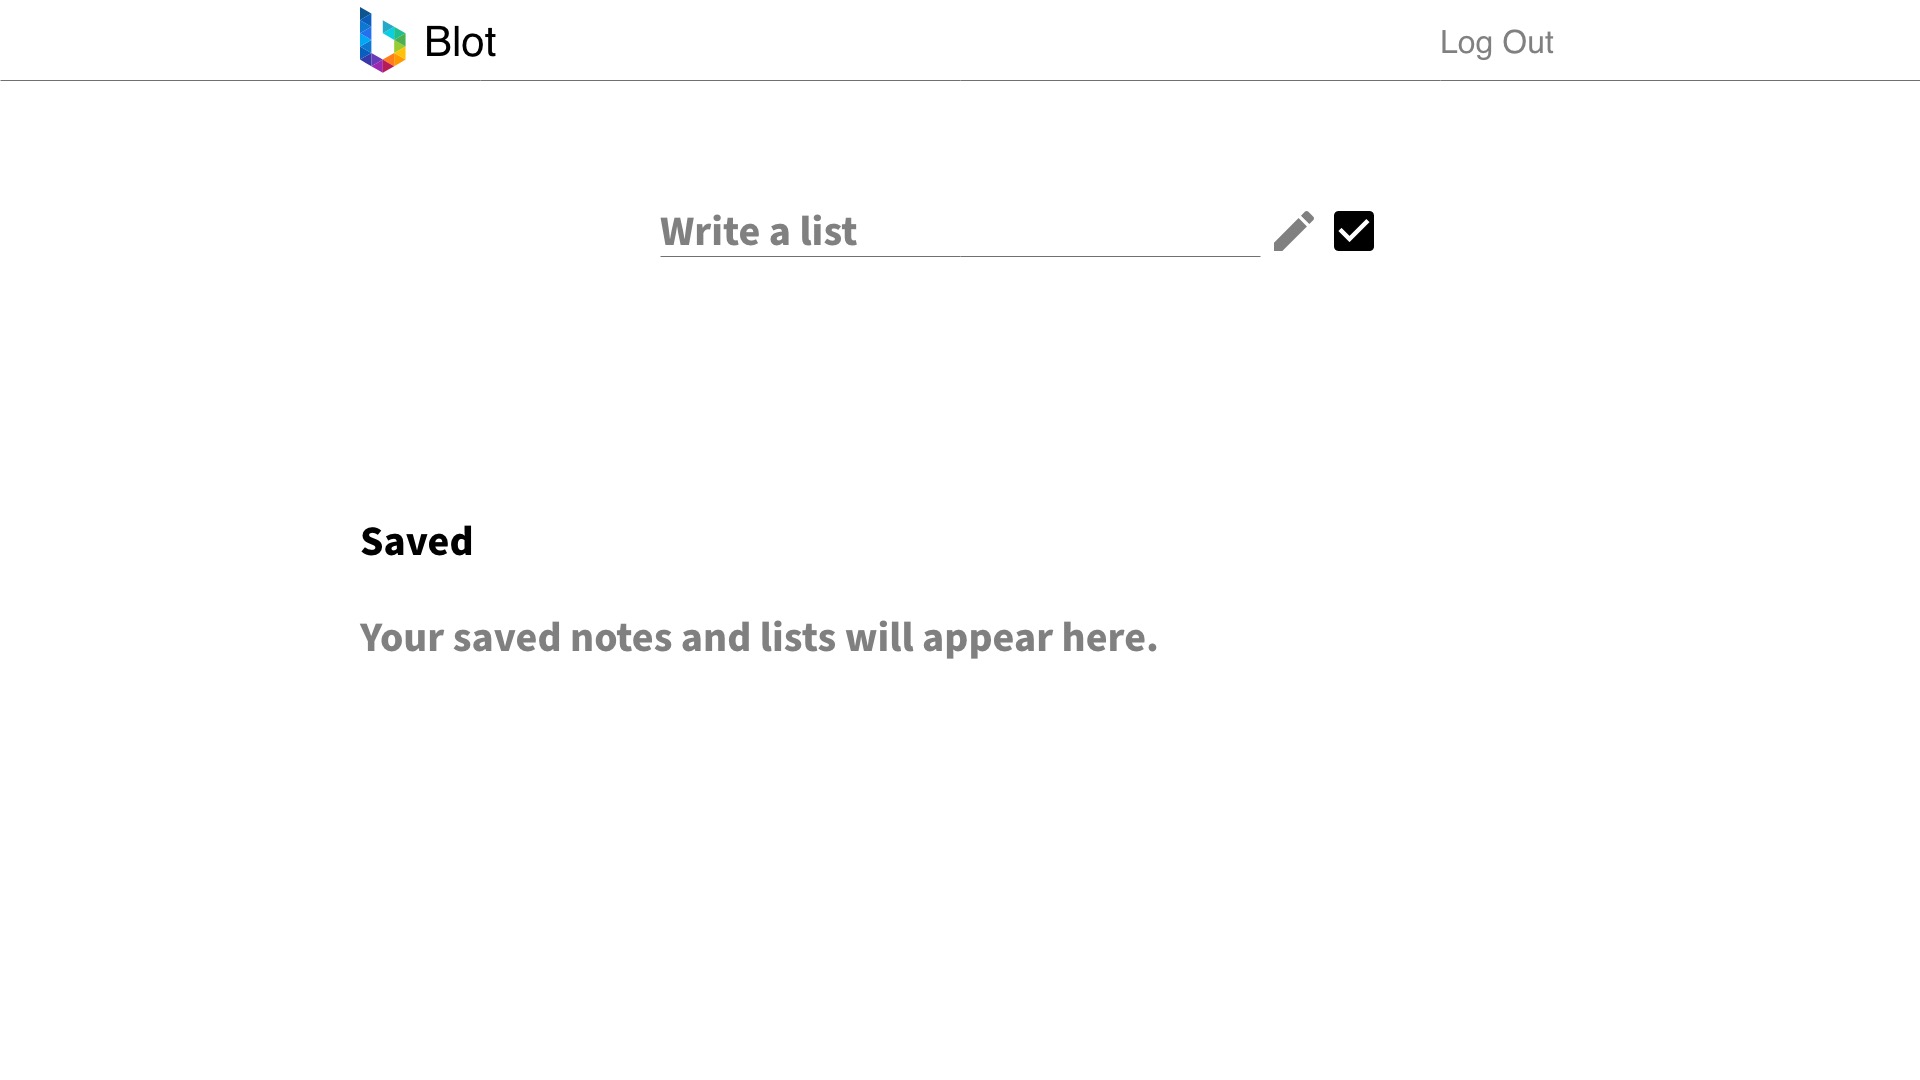 Blot
Log Out
Write a list
Saved
Your saved notes and lists will appear here.